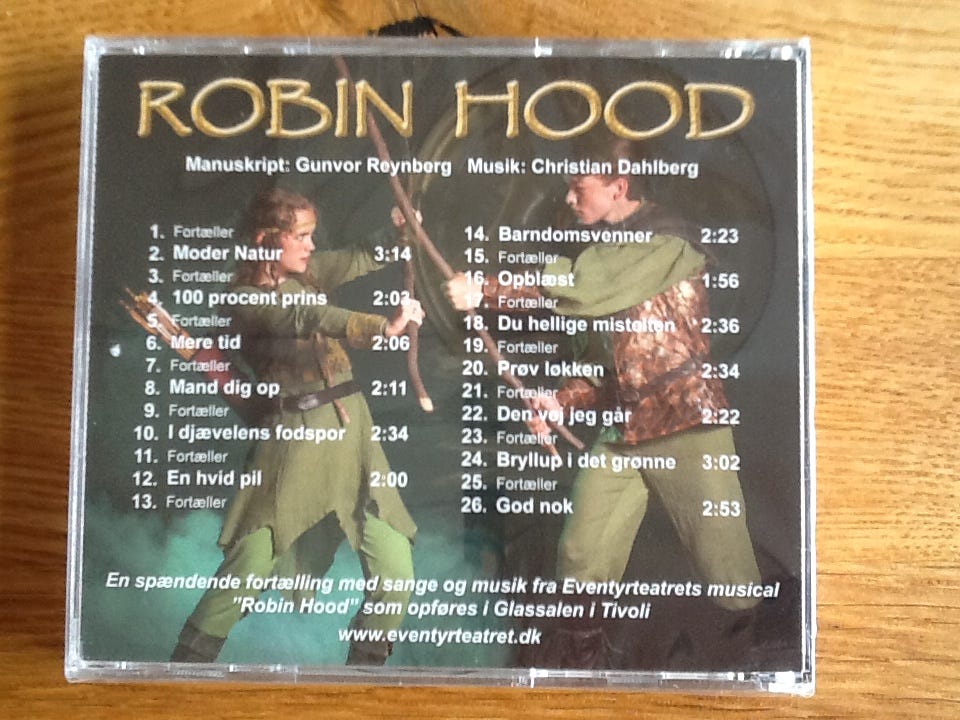 ROBIN HOOD
Manuskript: Gunvor Reynberg Musik: Christian Dahlberg
1. Fortæller
2. Moder Natur 3:14
3. Fortæller
4. 100 procent prins 2:03
5. Fortæller
6. Mere tid 2:06
7. Fortæller
8. Mand dig op 2:11
9. Fortæller
10. I djævelens fodspor 2:34
11. Fortæller
12. En hvid pil 2:00
13. Fortæller
14. Barndomsvenner 2:23
15. Fortæller
16. Opblæst 1:56
17. Fortæller
18. Du hellige mistelten 2:36
19. Fortæller
20. Prøv løkken 2:34
21. Fortæller
22. Den vej jeg går 2:22
23. Fortæller
24. Bryllup i det grønne 3:02
25. Fortæller
26. God nok 2:53
En spændende fortælling med sange og musik fra Eventyrteatrets musical
"Robin Hood" som opføres i Glassalen i Tivoli
www.eventyrteatret.dk